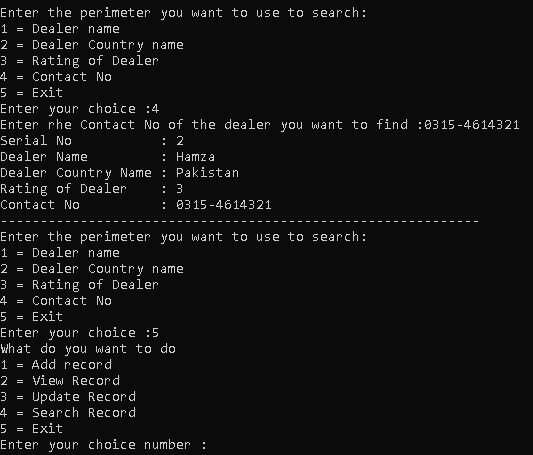 Enter the perimeter you want to use to search:
1 = Dealer name
2 = Dealer Country name
3 = Rating of Dealer
4 = Contact No
5 = Exit
Enter your choice :4
Enter rhe Contact No of the dealer you want to find :0315-4614321
Serial No           : 2
Dealer Name         : Hamza
Dealer Country Name : Pakistan
Rating of Dealer    : 3
Contact No          : 0315-4614321
------------------------------------------------------------
Enter the perimeter you want to use to search:
1 = Dealer name
2 = Dealer Country name
3 = Rating of Dealer
4 = Contact No
5 = Exit
Enter your choice :5
What do you want to do
1 = Add record
2 = View Record
3 = Update Record
4 = Search Record
5 = Exit
Enter your choice number :